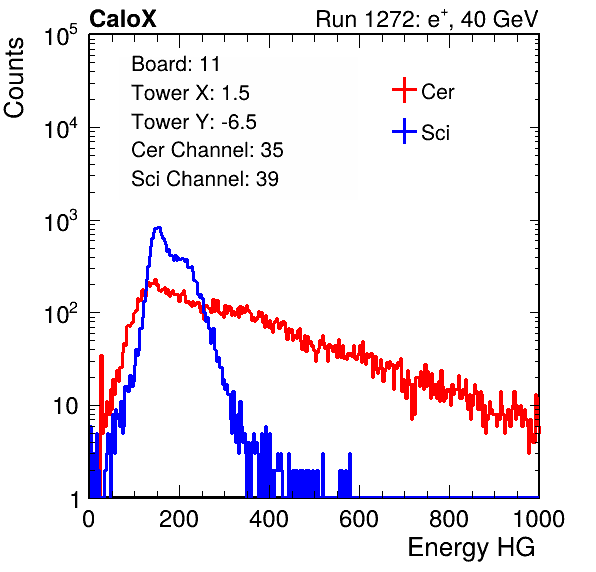 CaloX Run 1272: e⁺, 40 GeV
Counts
Board: 11
Tower X: 1.5
Tower Y: -6.5
Cer Channel: 35
Sci Channel: 39
Cer
Sci
10⁵
10⁴
10³
10²
10
1
0 200 400 600 800 1000
Energy HG